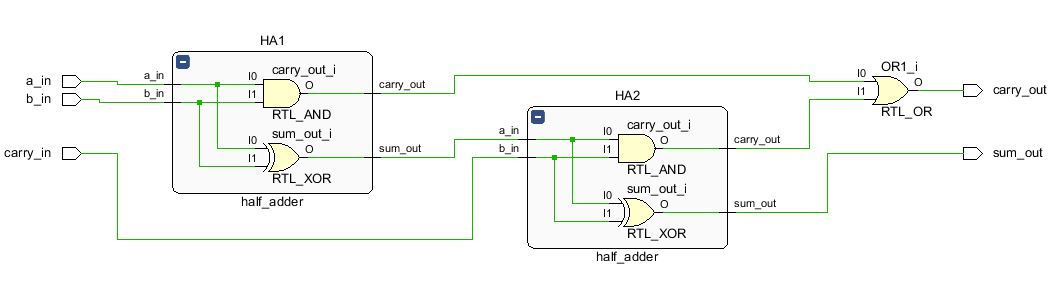 HA1
a_in
b_in
carry_in
a_in
b_in
I0
I1
carry_out_i
O
RTL_AND
carry_out
I0
I1
sum_out_i
O
RTL_XOR
sum_out
half_adder
HA2
a_in
b_in
I0
I1
carry_out_i
O
RTL_AND
carry_out
I0
I1
sum_out_i
O
RTL_XOR
sum_out
half_adder
OR1_i
I0
I1
O
RTL_OR
carry_out
sum_out